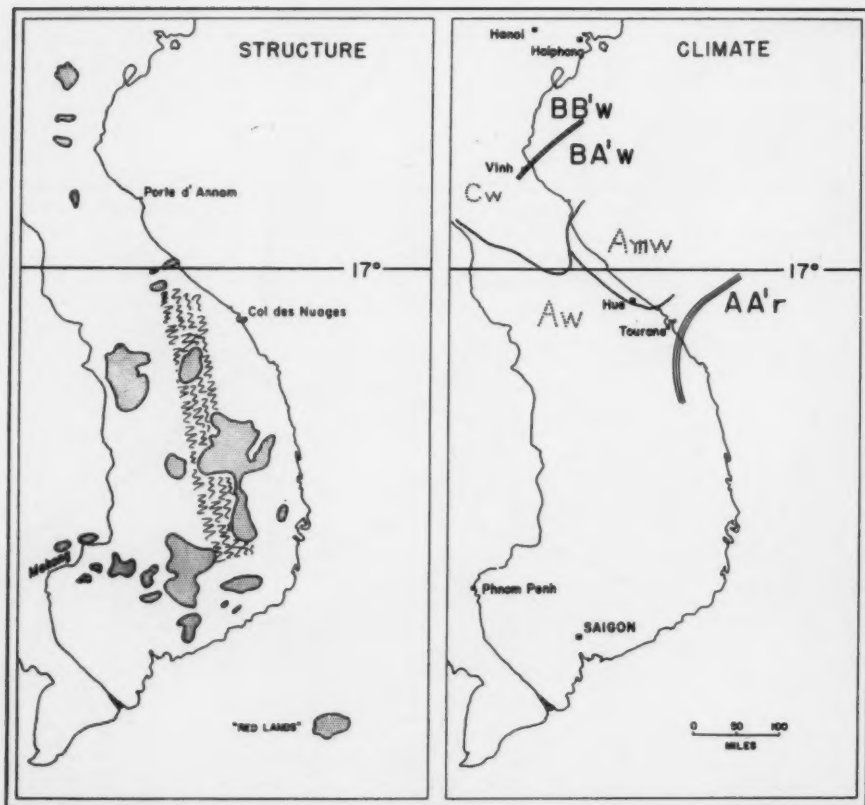 STRUCTURE
Porte d'Annam
17°
Col des Nuages
Mekong
"RED LANDS"
CLIMATE
Hanoi
Haiphong
BB'w
BA'w
Vinh
Cw
Amw
17°
Aw
Hué
Tourane
AA'r
Phnom Penh
SAIGON
0 50 100
MILES